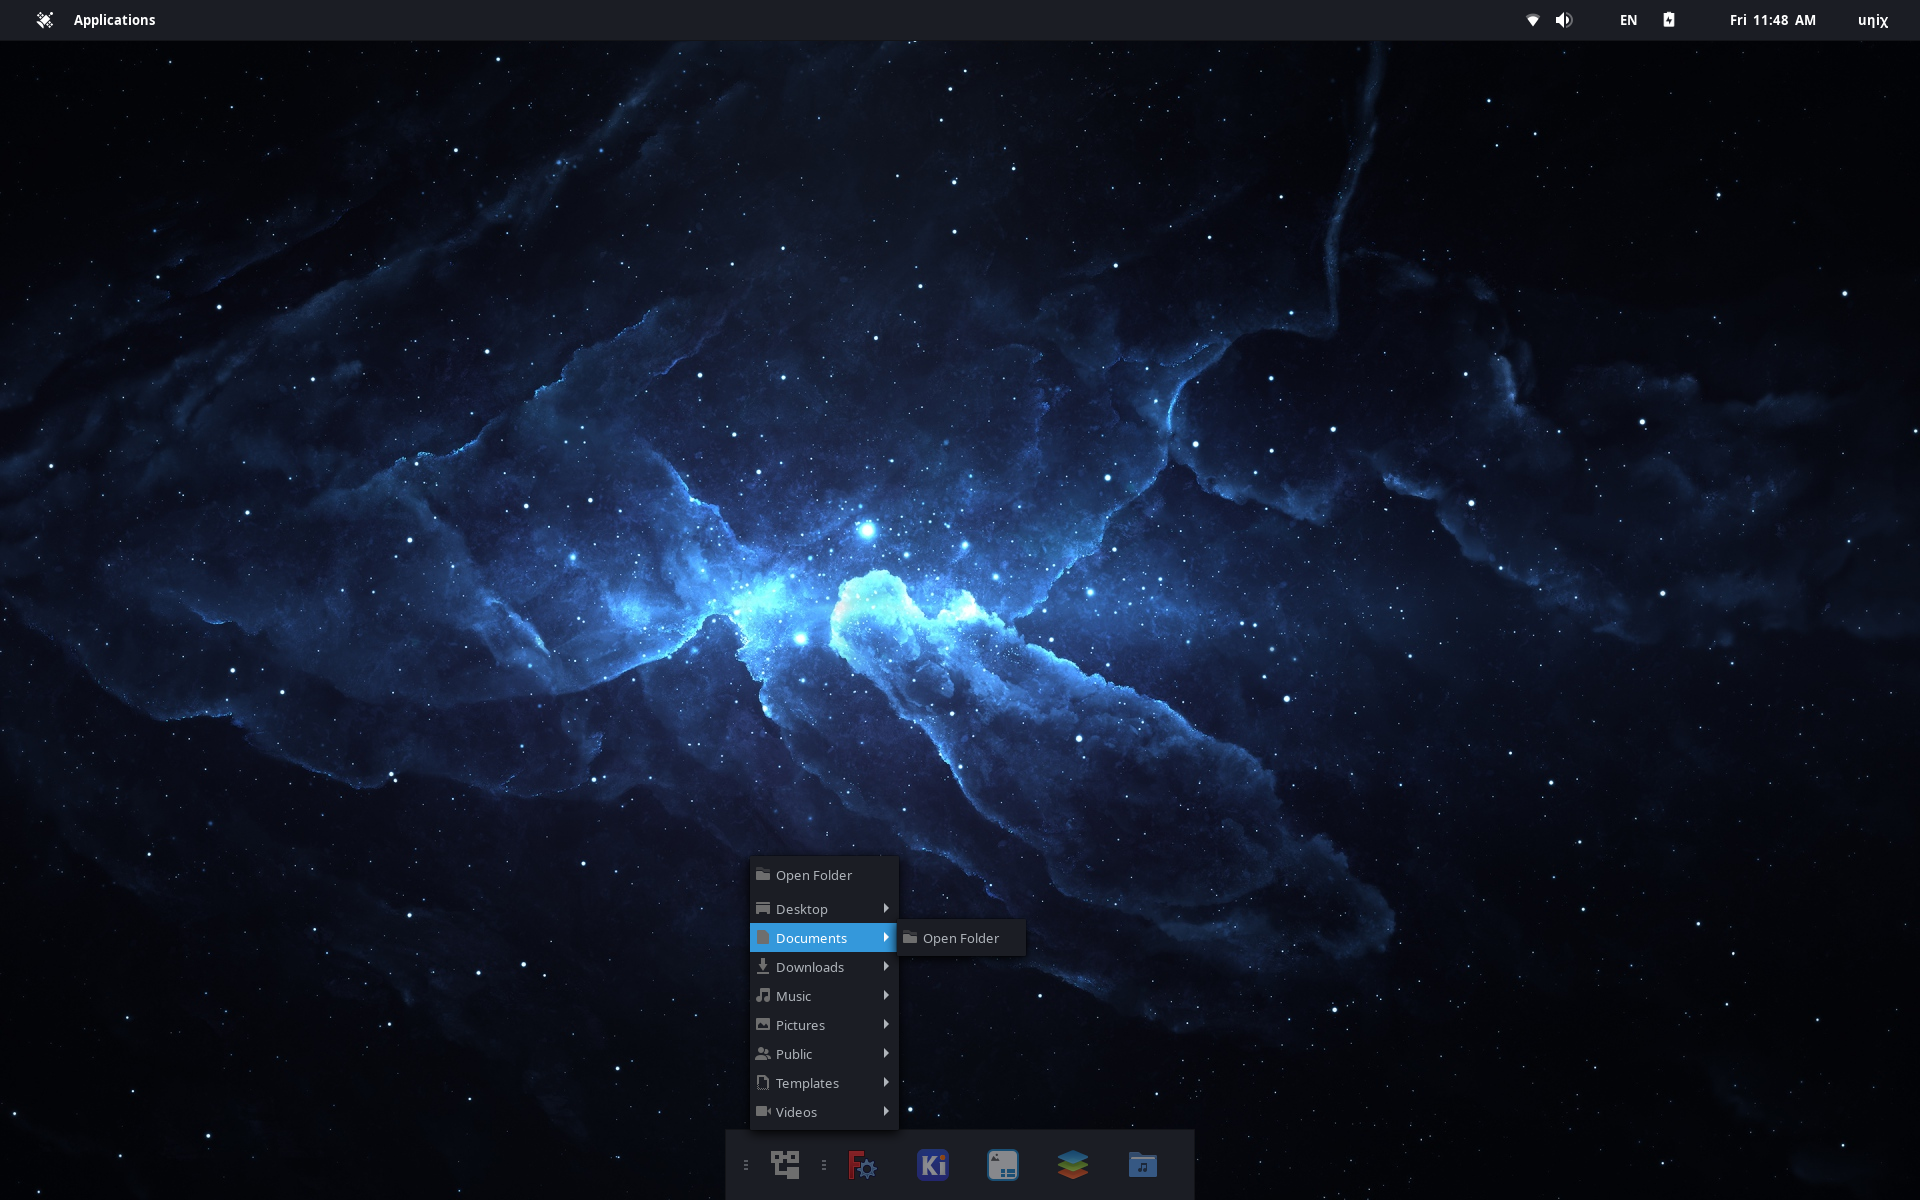 Applications EN Fri 11:48 AM uηiχ
Open Folder
Desktop
Documents Open Folder
Downloads
Music
Pictures
Public
Templates
Videos
F Ki